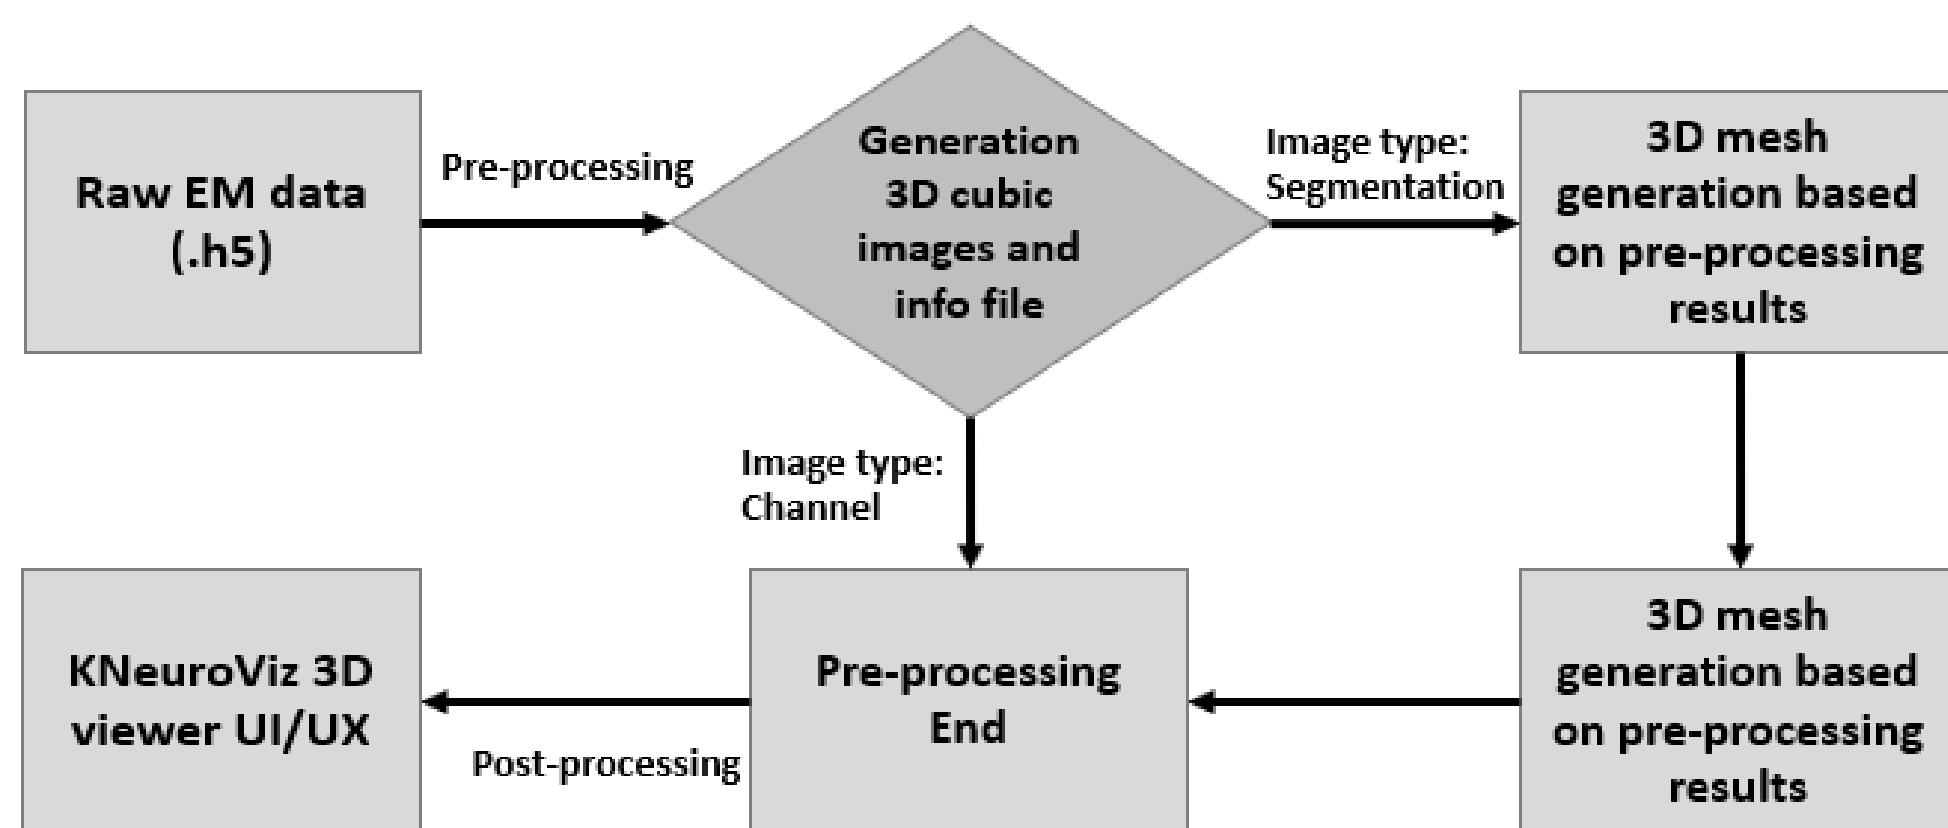 Raw EM data
(.h5)
Pre-processing
Generation
3D cubic
images and
info file
Image type:
Segmentation
3D mesh
generation based
on pre-processing
results
Image type:
Channel
KNeuroViz 3D
viewer UI/UX
Post-processing
Pre-processing
End
3D mesh
generation based
on pre-processing
results